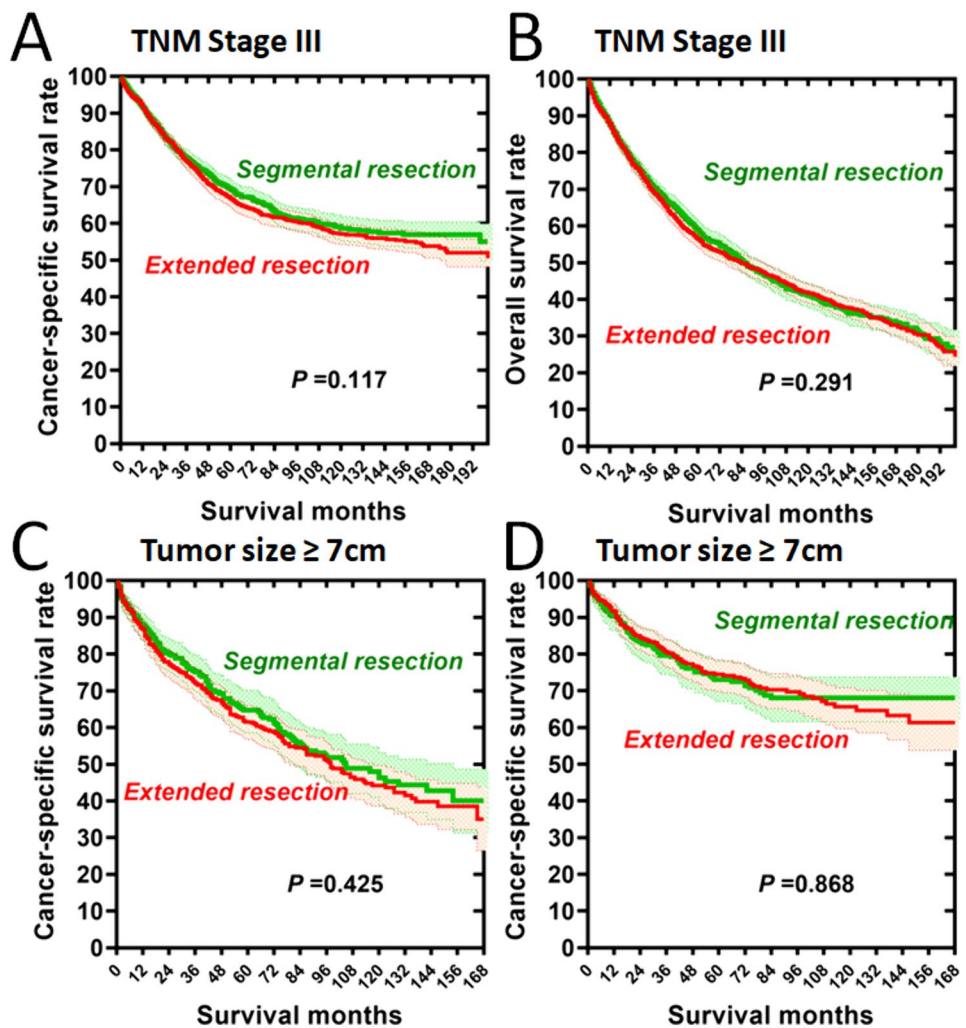 A
TNM Stage III
Cancer-specific survival rate
100
90
80
70
60
50
40
30
20
10
0
Segmental resection
Extended resection
P =0.117
0 12 24 36 48 60 72 84 96 108 120 132 144 156 168 180 192
Survival months
B
TNM Stage III
Overall survival rate
100
90
80
70
60
50
40
30
20
10
0
Segmental resection
Extended resection
P =0.291
0 12 24 36 48 60 72 84 96 108 120 132 144 156 168 180 192
Survival months
C
Tumor size ≥ 7cm
Cancer-specific survival rate
100
90
80
70
60
50
40
30
20
10
0
Segmental resection
Extended resection
P =0.425
0 12 24 36 48 60 72 84 96 108 120 132 144 156 168
Survival months
D
Tumor size ≥ 7cm
Cancer-specific survival rate
100
90
80
70
60
50
40
30
20
10
0
Segmental resection
Extended resection
P =0.868
0 12 24 36 48 60 72 84 96 108 120 132 144 156 168
Survival months